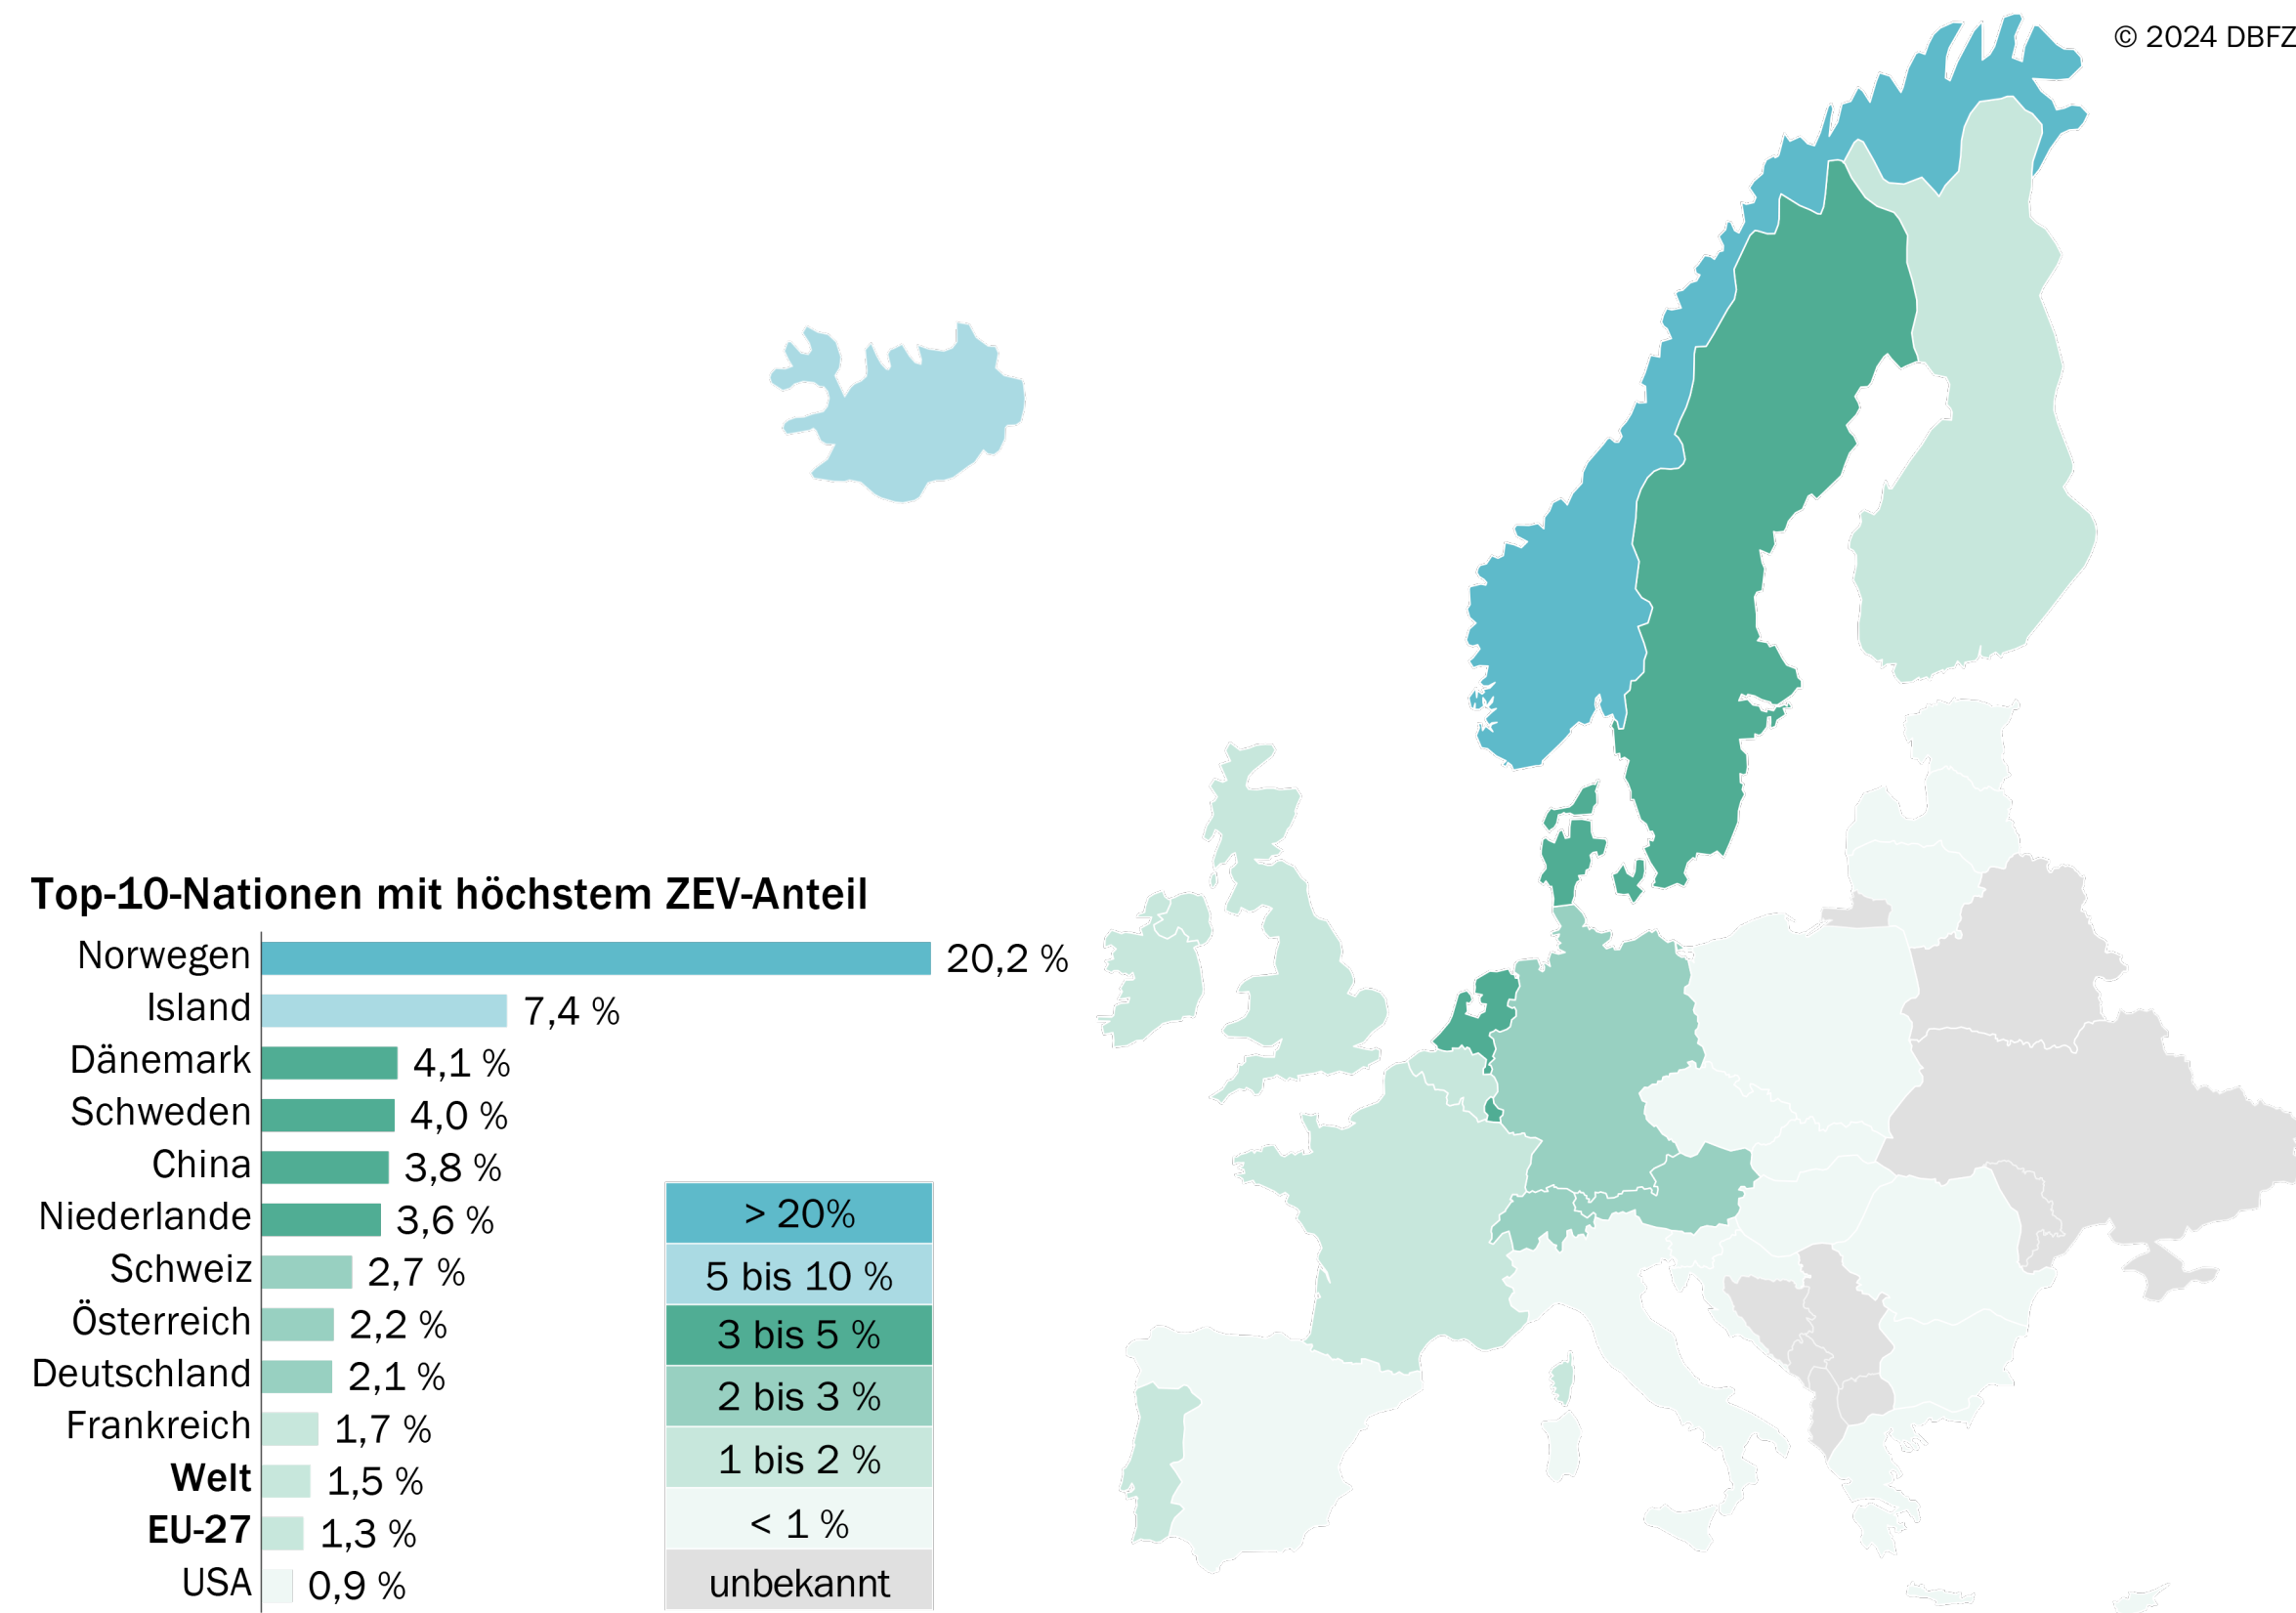 © 2024 DBFZ
Top-10-Nationen mit höchstem ZEV-Anteil
Norwegen 20,2 %
Island 7,4 %
Dänemark 4,1 %
Schweden 4,0 %
China 3,8 %
Niederlande 3,6 %
Schweiz 2,7 %
Österreich 2,2 %
Deutschland 2,1 %
Frankreich 1,7 %
Welt 1,5 %
EU-27 1,3 %
USA 0,9 %
> 20%
5 bis 10 %
3 bis 5 %
2 bis 3 %
1 bis 2 %
< 1 %
unbekannt